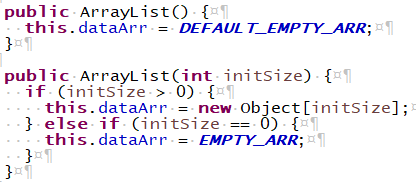 public ArrayList() {
  this.dataArr = DEFAULT_EMPTY_ARR;
}

public ArrayList(int initSize) {
  if (initSize > 0) {
    this.dataArr = new Object[initSize];
  } else if (initSize == 0) {
    this.dataArr = EMPTY_ARR;
  }
}